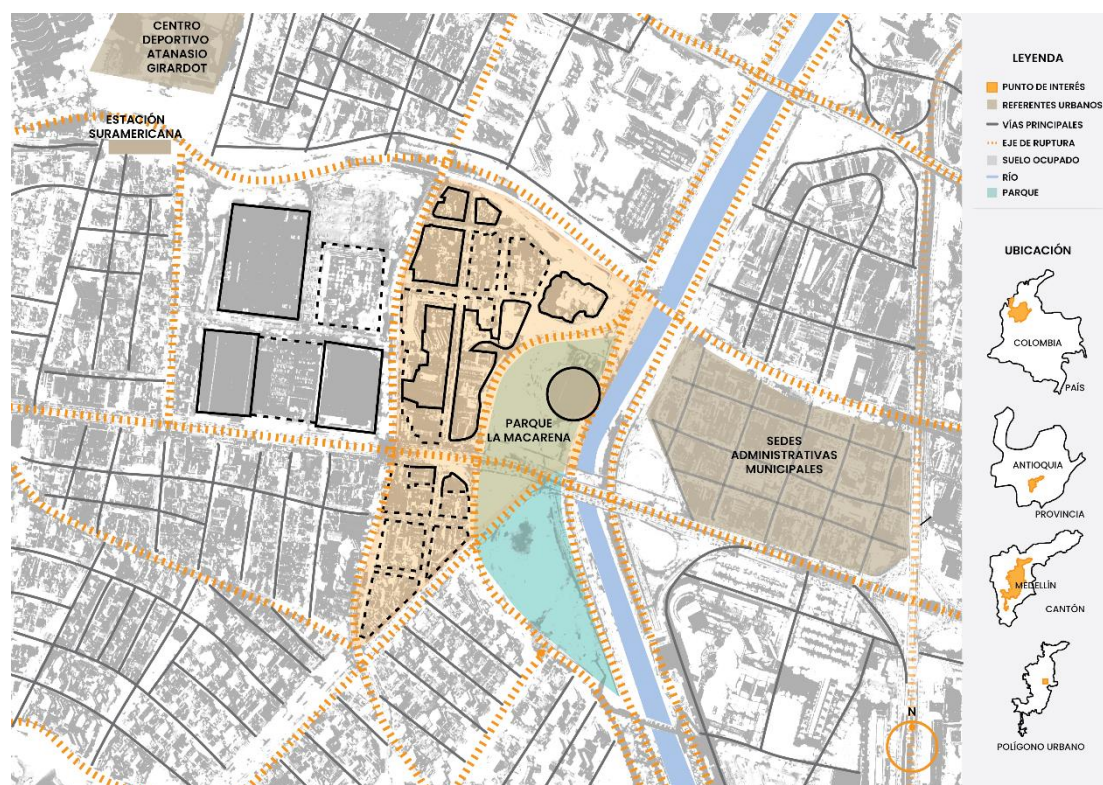 CENTRO
DEPORTIVO
ATANASIO
GIRARDOT
ESTACIÓN
SURAMERICANA
PARQUE
LA MACARENA
SEDES
ADMINISTRATIVAS
MUNICIPALES
N
LEYENDA
PUNTO DE INTERÉS
REFERENTES URBANOS
VÍAS PRINCIPALES
EJE DE RUPTURA
SUELO OCUPADO
RÍO
PARQUE
UBICACIÓN
COLOMBIA
PAÍS
ANTIOQUIA
PROVINCIA
MEDELLÍN
CANTÓN
POLÍGONO URBANO